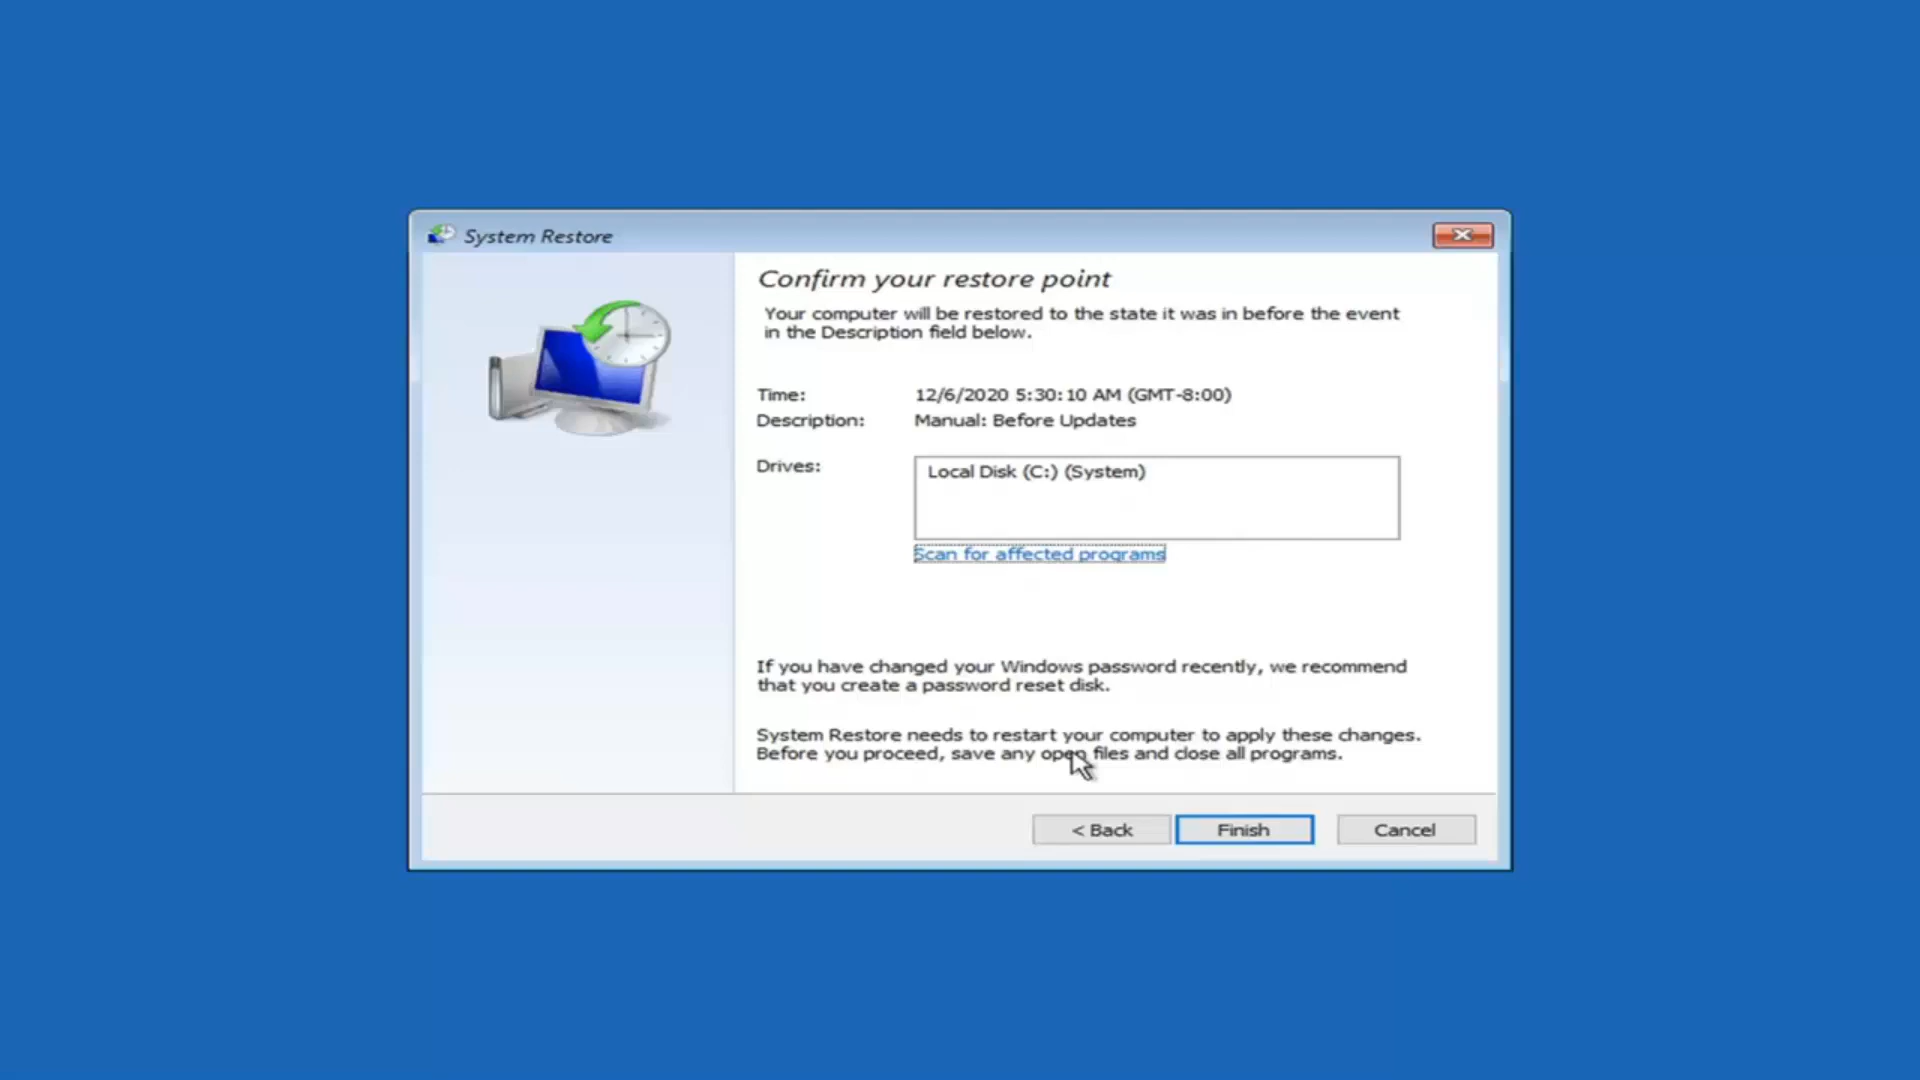 System Restore
Confirm your restore point
Your computer will be restored to the state it was in before the event
in the Description field below.
Time: 12/6/2020 5:30:10 AM (GMT-8:00)
Description: Manual: Before Updates
Drives: Local Disk (C:) (System)
Scan for affected programs
If you have changed your Windows password recently, we recommend
that you create a password reset disk.
System Restore needs to restart your computer to apply these changes.
Before you proceed, save any open files and close all programs.
< Back Finish Cancel